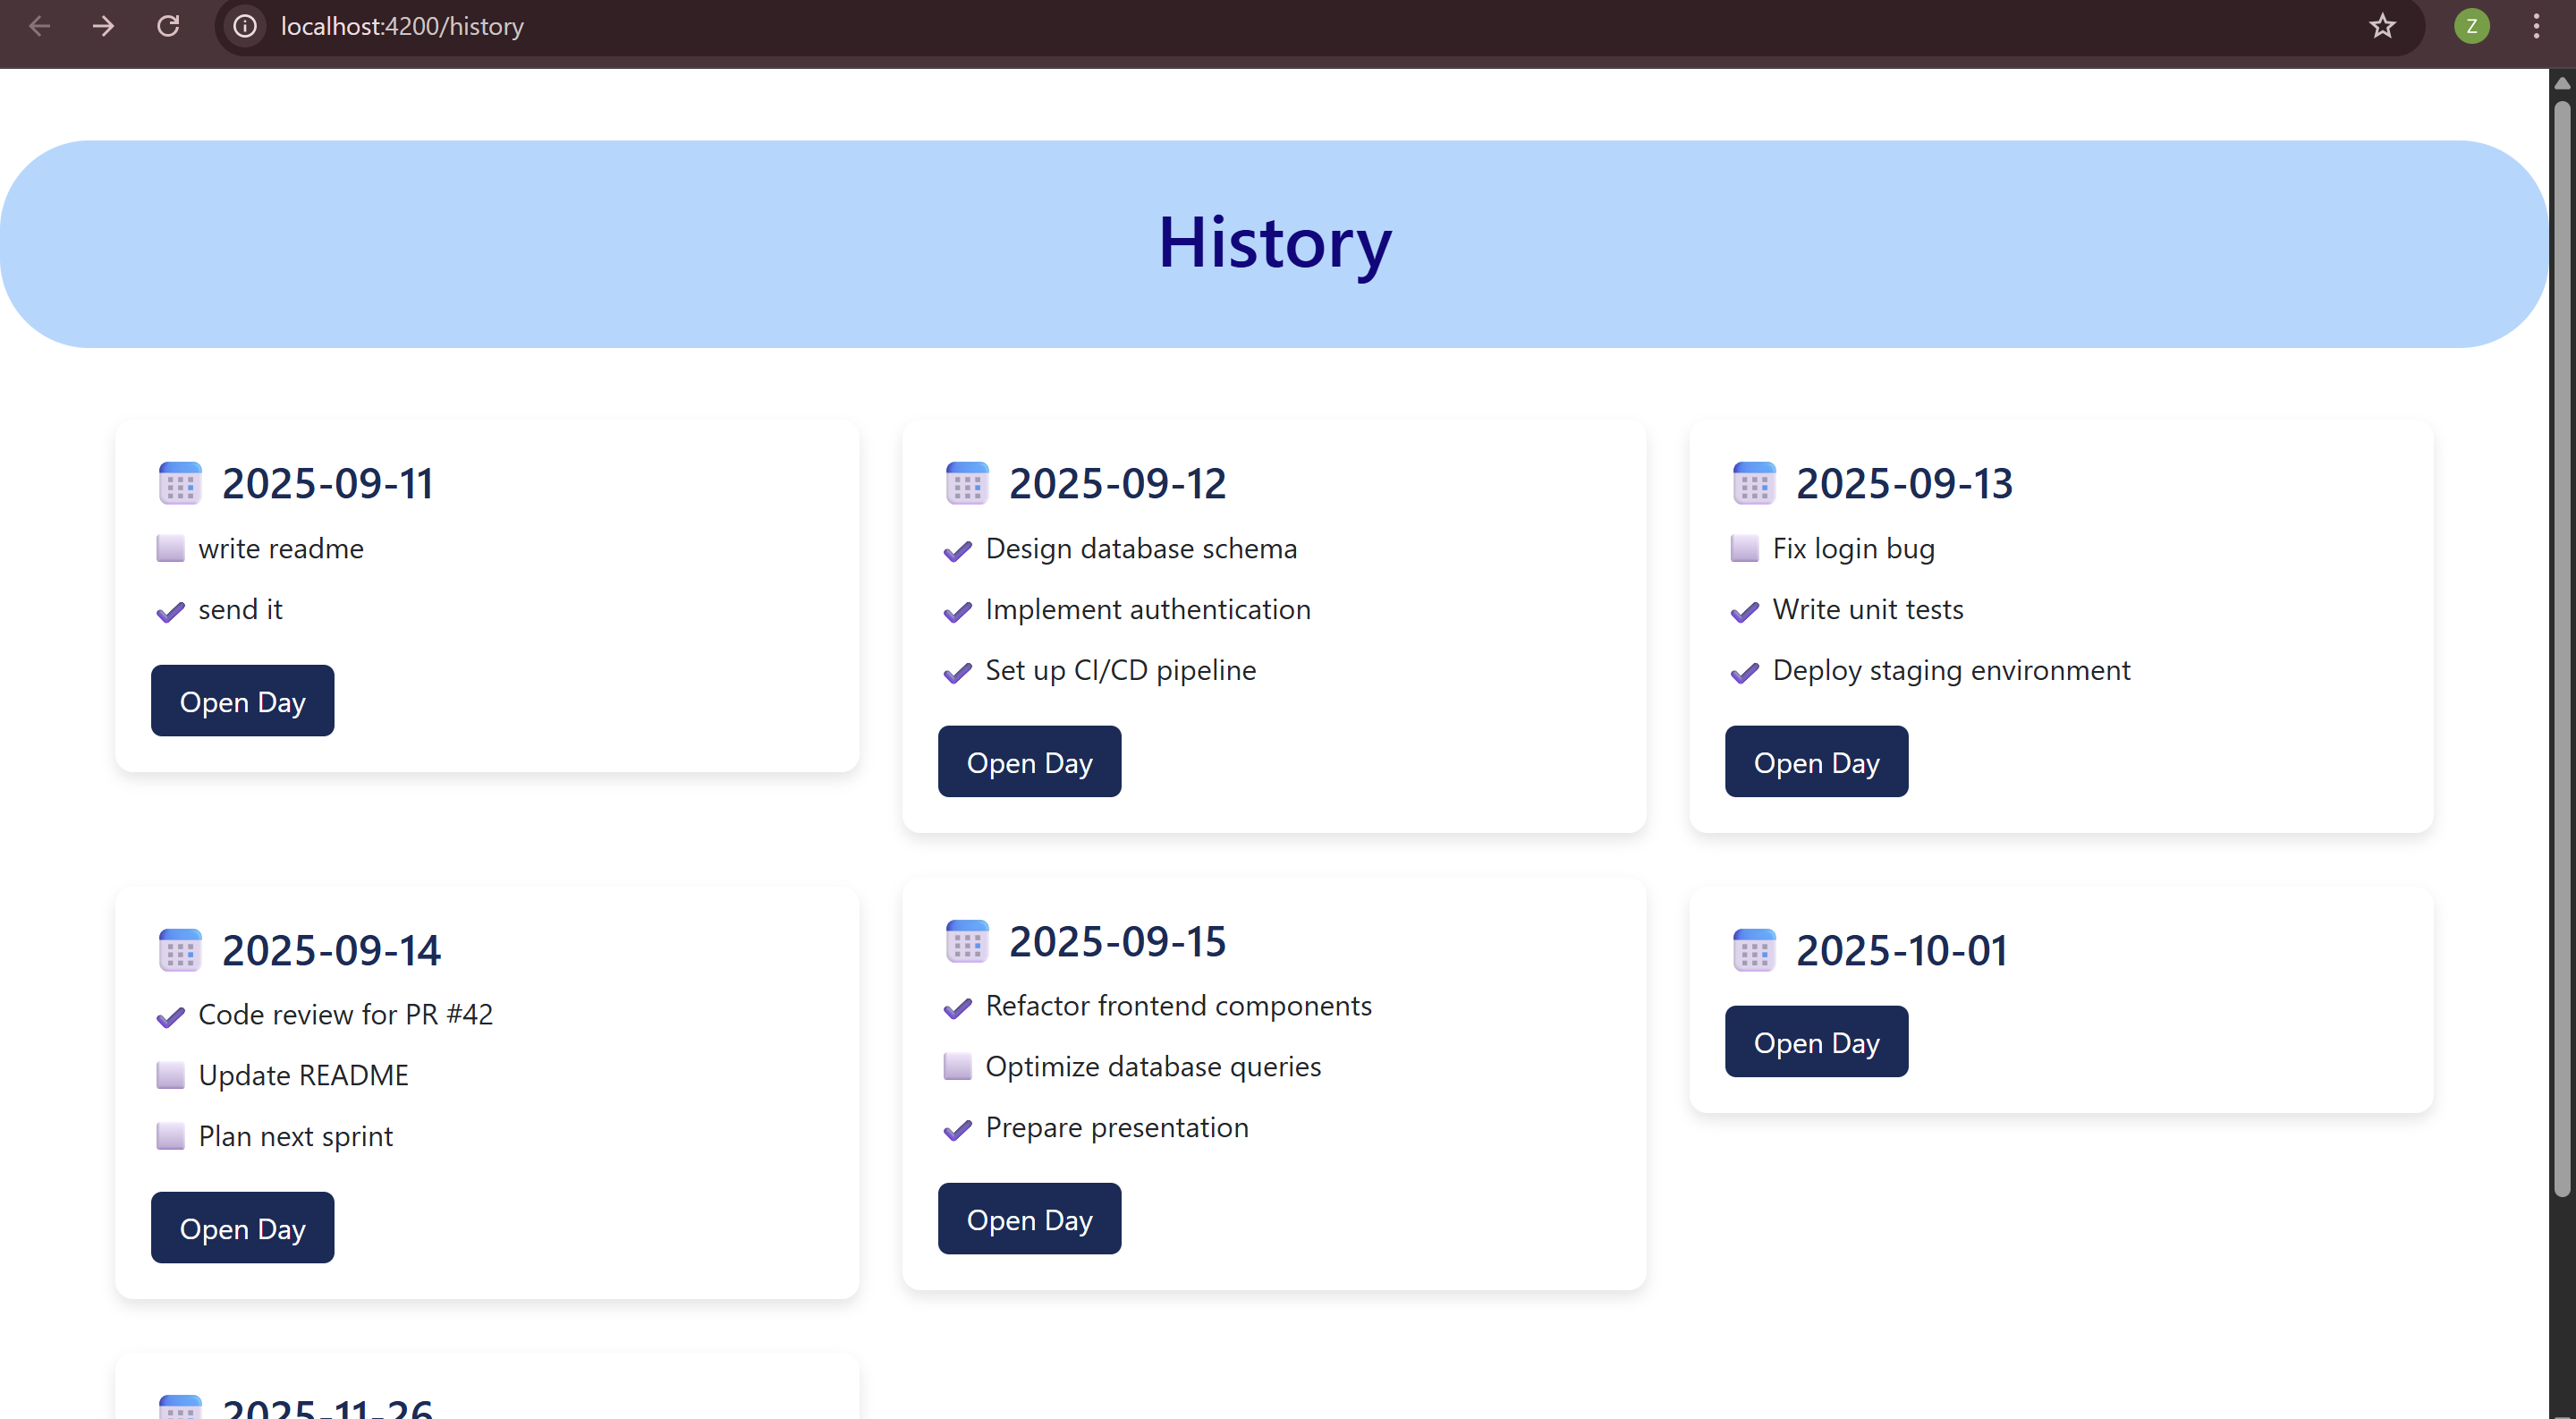 localhost:4200/history
Z
History
2025-09-11
write readme
send it
Open Day
2025-09-12
Design database schema
Implement authentication
Set up CI/CD pipeline
Open Day
2025-09-13
Fix login bug
Write unit tests
Deploy staging environment
Open Day
2025-09-14
Code review for PR #42
Update README
Plan next sprint
Open Day
2025-09-15
Refactor frontend components
Optimize database queries
Prepare presentation
Open Day
2025-10-01
Open Day
2025-11-26